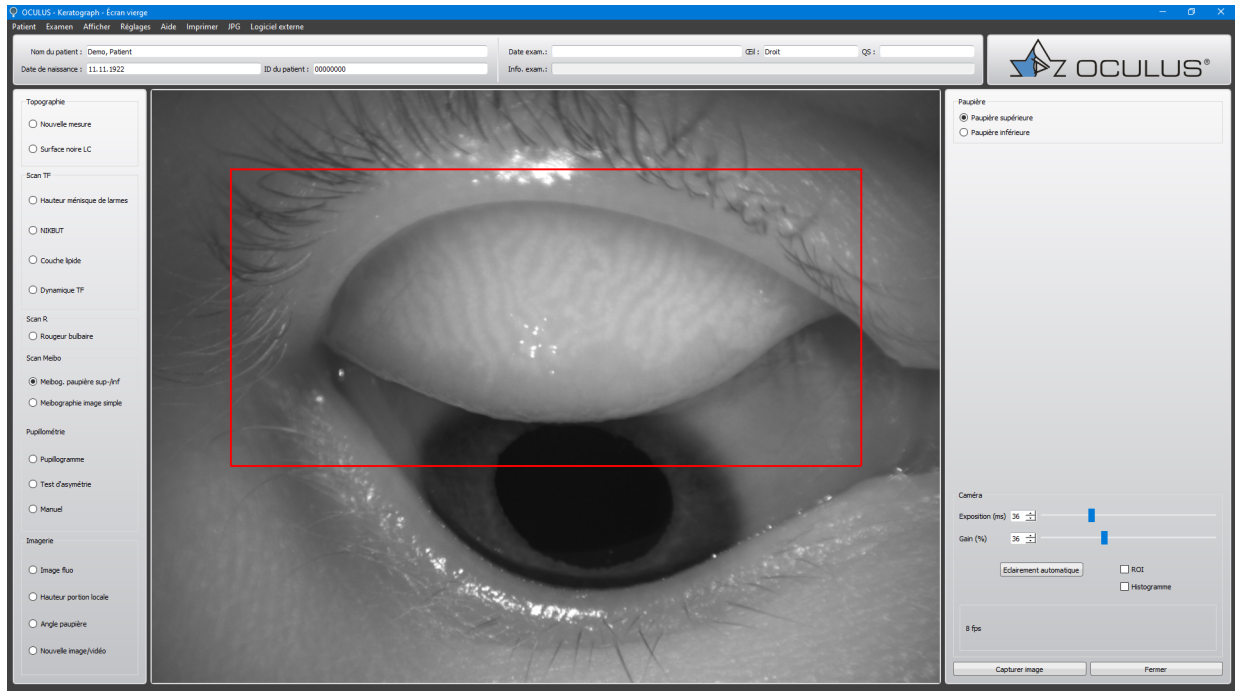 OCULUS - Keratograph - Écran vierge
Patient Examen Afficher Réglages Aide Imprimer JPG Logiciel externe
Nom du patient : Demo, Patient Date exam.: Œil : Droit QS :
Date de naissance : 11.11.1922 ID du patient : 00000000 Info. exam.:
OCULUS®
Topographie
Nouvelle mesure
Surface noire LC
Scan TF
Hauteur ménisque de larmes
NIKBUT
Couche lipide
Dynamique TF
Scan R
Rougeur bulbaire
Scan Meibo
Meibog. paupière sup-/inf
Meibographie image simple
Pupillométrie
Pupillogramme
Test d'asymétrie
Manuel
Imagerie
Image fluo
Hauteur portion locale
Angle paupière
Nouvelle image/vidéo
Paupière
Paupière supérieure
Paupière inférieure
Caméra
Exposition (ms) 36
Gain (%) 36
Eclairement automatique ROI
Histogramme
8 fps
Capturer image Fermer